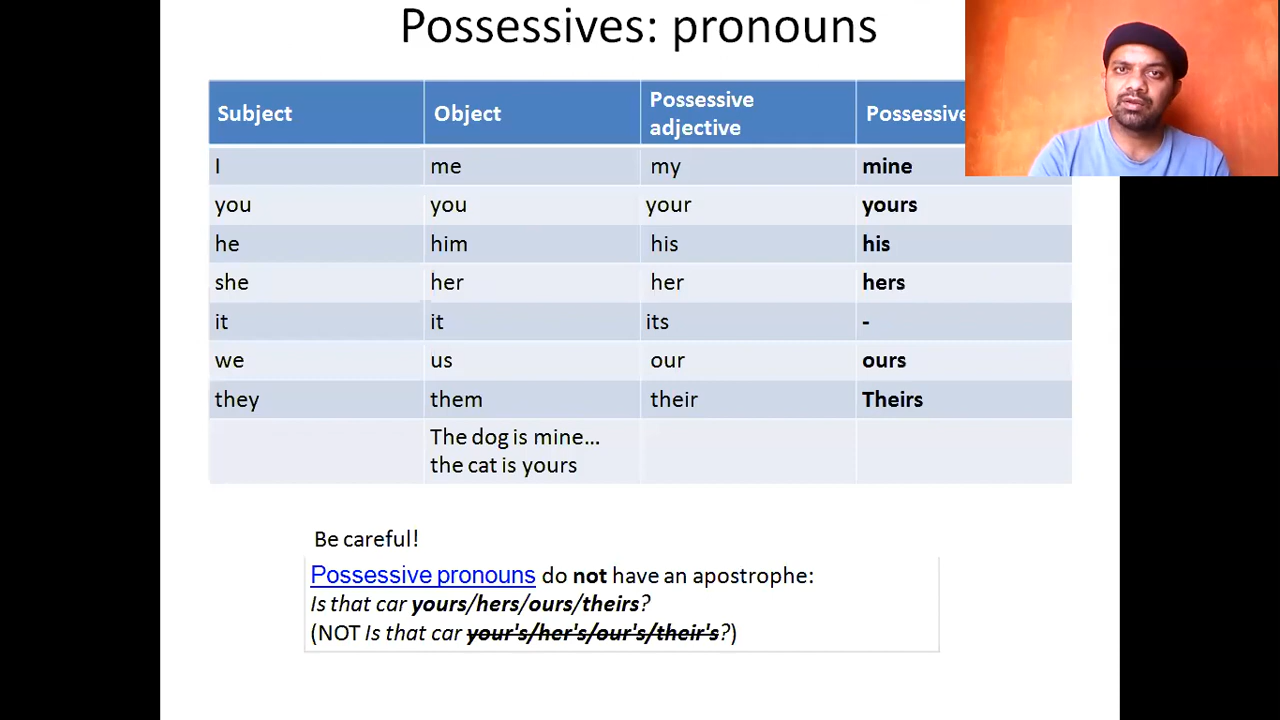 Possessives: pronouns
Subject Object Possessive adjective Possessive
I me my mine
you you your yours
he him his his
she her her hers
it it its -
we us our ours
they them their Theirs
The dog is mine…
the cat is yours
Be careful!
Possessive pronouns do not have an apostrophe:
Is that car yours/hers/ours/theirs?
(NOT Is that car your's/her's/our's/their's?)